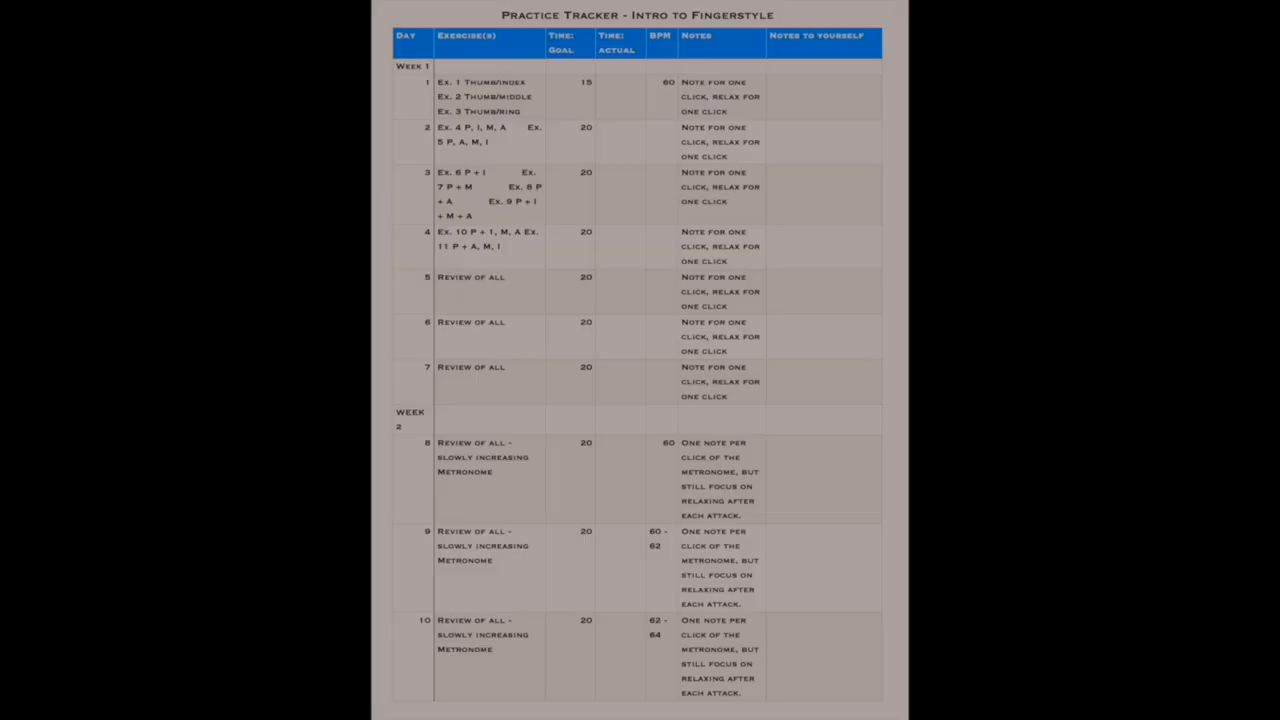 Practice Tracker - Intro to Fingerstyle
Day Exercise(s) Time: Goal Time: Actual BPM Notes Notes to yourself
Week 1
1 Ex. 1 Thumb/index 15 60 Note for one
Ex. 2 Thumb/middle click, relax for
Ex. 3 Thumb/ring one click
2 Ex. 4 P, I, M, A Ex. 20 Note for one
5 P, A, M, I click, relax for
one click
3 Ex. 6 P + I Ex. 20 Note for one
7 P + M Ex. 8 P click, relax for
+ A Ex. 9 P + I one click
+ M + A
4 Ex. 10 P + 1, M, A Ex. 20 Note for one
11 P + A, M, I click, relax for
one click
5 Review of all 20 Note for one
click, relax for
one click
6 Review of all 20 Note for one
click, relax for
one click
7 Review of all 20 Note for one
click, relax for
one click
WEEK
2
8 Review of all - 20 60 One note per
slowly increasing click of the
Metronome metronome, but
still focus on
relaxing after
each attack.
9 Review of all - 20 60 - One note per
slowly increasing 62 click of the
Metronome metronome, but
still focus on
relaxing after
each attack.
10 Review of all - 20 62 - One note per
slowly increasing 64 click of the
Metronome metronome, but
still focus on
relaxing after
each attack.